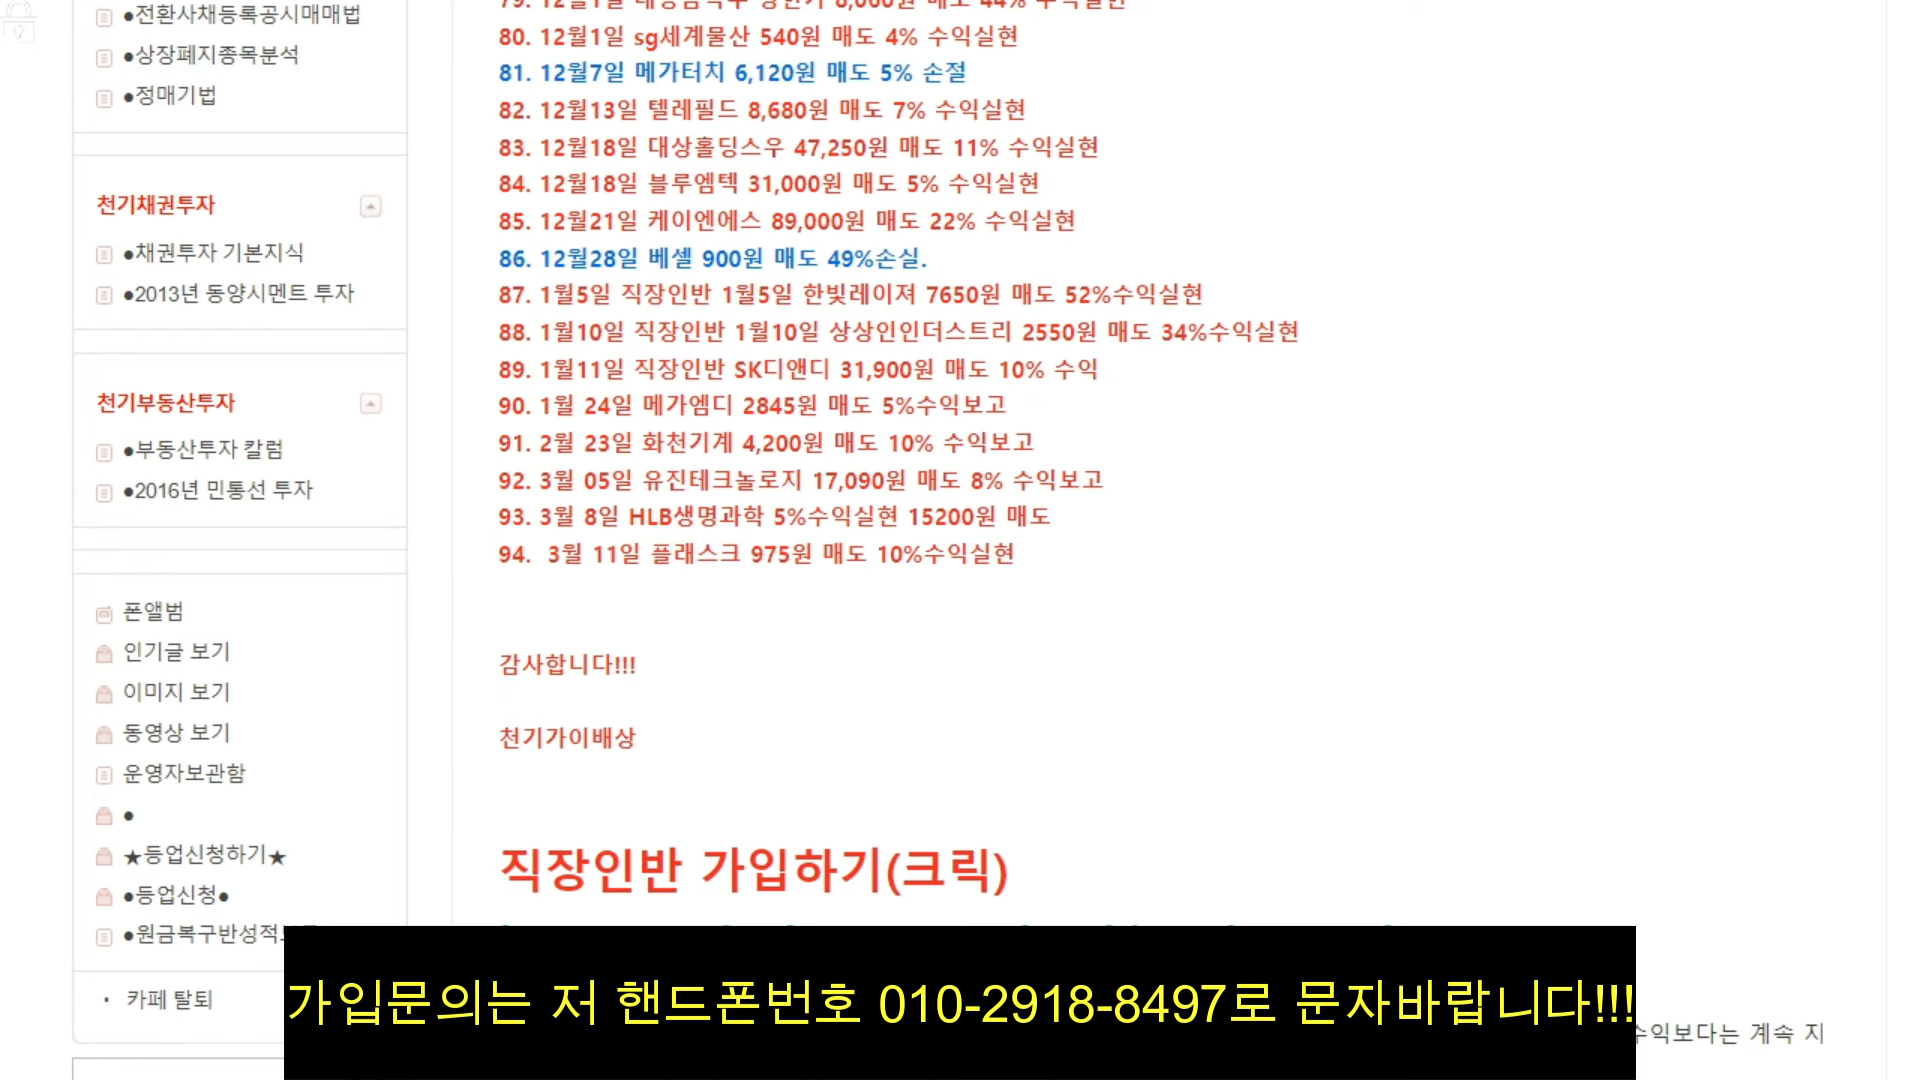 ●전환사채등록공시매매법
●상장폐지종목분석
●정매기법
천기채권투자
●채권투자 기본지식
●2013년 동양시멘트 투자
천기부동산투자
●부동산투자 칼럼
●2016년 민통선 투자
폰앨범
인기글 보기
이미지 보기
동영상 보기
운영자보관함
●
★등업신청하기★
●등업신청●
●원금복구반성적
· 카페 탈퇴
79. 12월1일 8,060원 매도 44% 수익실현
80. 12월1일 sg세계물산 540원 매도 4% 수익실현
81. 12월7일 메가터치 6,120원 매도 5% 손절
82. 12월13일 텔레필드 8,680원 매도 7% 수익실현
83. 12월18일 대상홀딩스우 47,250원 매도 11% 수익실현
84. 12월18일 블루엠텍 31,000원 매도 5% 수익실현
85. 12월21일 케이엔에스 89,000원 매도 22% 수익실현
86. 12월28일 베셀 900원 매도 49%손실.
87. 1월5일 직장인반 1월5일 한빛레이져 7650원 매도 52%수익실현
88. 1월10일 직장인반 1월10일 상상인인더스트리 2550원 매도 34%수익실현
89. 1월11일 직장인반 SK디앤디 31,900원 매도 10% 수익
90. 1월 24일 메가엠디 2845원 매도 5%수익보고
91. 2월 23일 화천기계 4,200원 매도 10% 수익보고
92. 3월 05일 유진테크놀로지 17,090원 매도 8% 수익보고
93. 3월 8일 HLB생명과학 5%수익실현 15200원 매도
94. 3월 11일 플래스크 975원 매도 10%수익실현
감사합니다!!!
천기가이배상
직장인반 가입하기(크릭)
가입문의는 저 핸드폰번호 010-2918-8497로 문자바랍니다!!!
수익보다는 계속 지